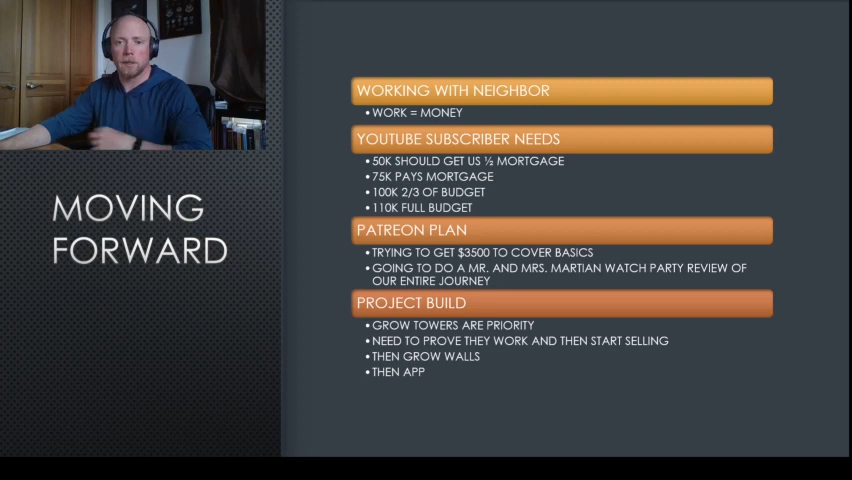 MOVING
FORWARD
WORKING WITH NEIGHBOR
• WORK = MONEY
YOUTUBE SUBSCRIBER NEEDS
• 50K SHOULD GET US ½ MORTGAGE
• 75K PAYS MORTGAGE
• 100K 2/3 OF BUDGET
• 110K FULL BUDGET
PATREON PLAN
• TRYING TO GET $3500 TO COVER BASICS
• GOING TO DO A MR. AND MRS. MARTIAN WATCH PARTY REVIEW OF
OUR ENTIRE JOURNEY
PROJECT BUILD
• GROW TOWERS ARE PRIORITY
• NEED TO PROVE THEY WORK AND THEN START SELLING
• THEN GROW WALLS
• THEN APP